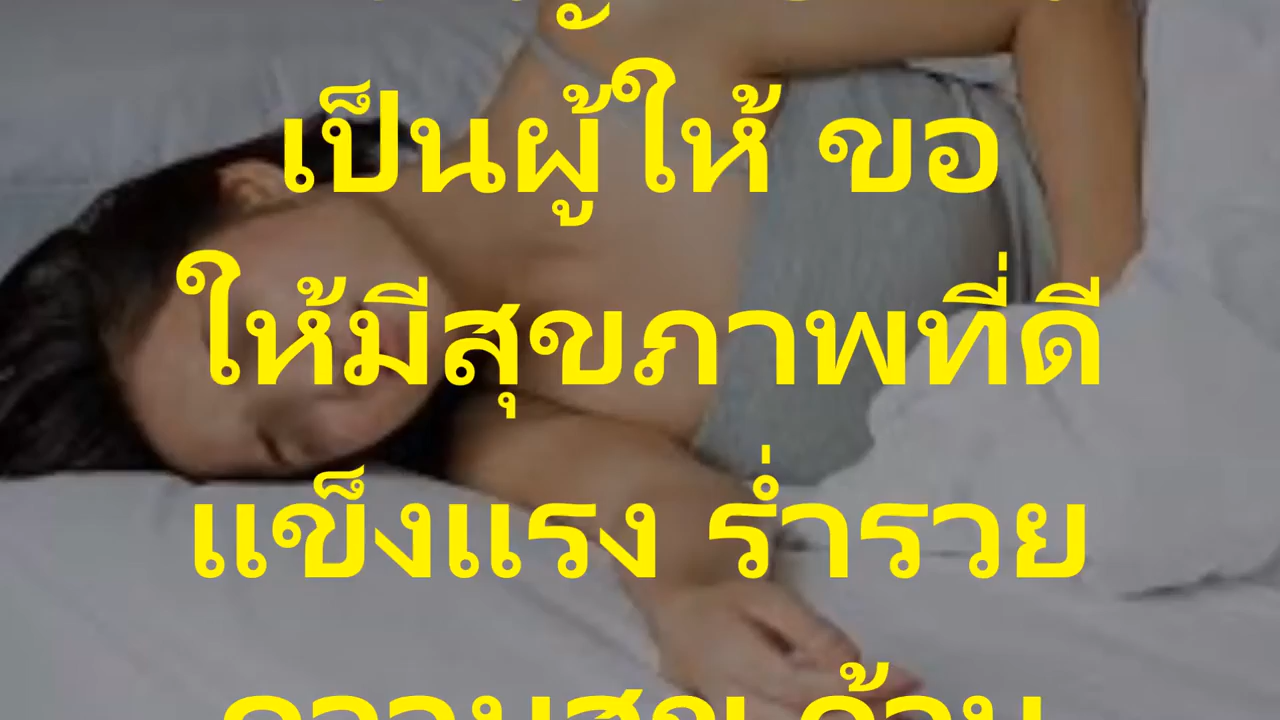 เป็นผู้ให้ ขอ
ให้มีสุขภาพที่ดี
แข็งแรง ร่ำรวย